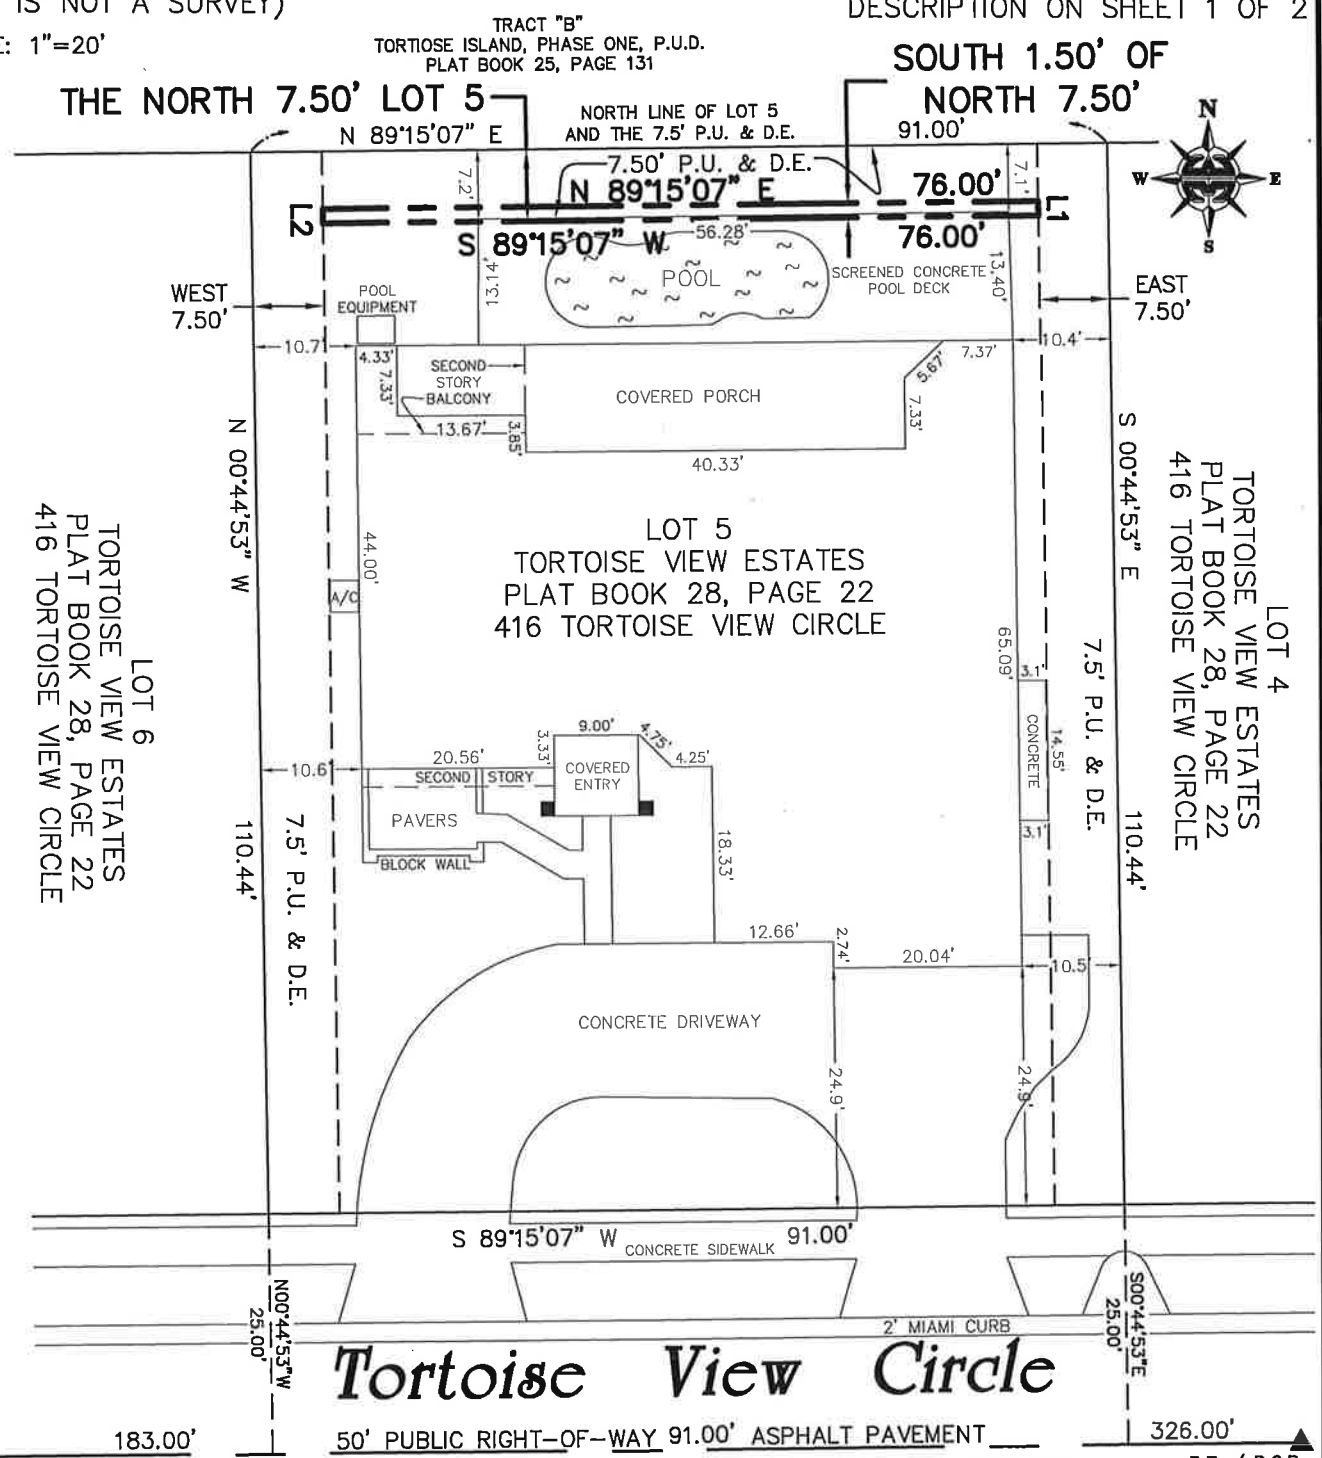 IS NOT A SURVEY)
DESCRIPTION ON SHEET 1 OF 2
: 1"=20'
TRACT "B"
TORTIOSE ISLAND, PHASE ONE, P.U.D.
PLAT BOOK 25, PAGE 131
THE NORTH 7.50' LOT 5
SOUTH 1.50' OF
NORTH 7.50'
NORTH LINE OF LOT 5
AND THE 7.5' P.U. & D.E.
N 89°15'07" E
91.00'
N
W
E
S
7.50' P.U. & D.E.
7.2'
7.1'
N 89°15'07" E
76.00'
L2
L1
S 89°15'07" W
76.00'
56.28'
13.14'
13.40'
POOL
SCREENED CONCRETE
POOL DECK
WEST
7.50'
EAST
7.50'
POOL
EQUIPMENT
10.7'
4.33'
7.33'
SECOND
STORY
BALCONY
13.67'
3.85'
COVERED PORCH
40.33'
5.67'
7.33'
7.37'
10.4'
N 00°44'53" W
S 00°44'53" E
LOT 6
TORTOISE VIEW ESTATES
PLAT BOOK 28, PAGE 22
416 TORTOISE VIEW CIRCLE
LOT 4
TORTOISE VIEW ESTATES
PLAT BOOK 28, PAGE 22
416 TORTOISE VIEW CIRCLE
LOT 5
TORTOISE VIEW ESTATES
PLAT BOOK 28, PAGE 22
416 TORTOISE VIEW CIRCLE
44.00'
A/C
65.09'
3.1'
CONCRETE
14.55'
3.1'
7.5' P.U. & D.E.
110.44'
10.6'
20.56'
SECOND STORY
3.33'
9.00'
4.75'
4.25'
COVERED
ENTRY
PAVERS
BLOCK WALL
18.33'
110.44'
7.5' P.U. & D.E.
12.66'
2.74'
20.04'
10.5'
CONCRETE DRIVEWAY
24.9'
24.9'
S 89°15'07" W
91.00'
CONCRETE SIDEWALK
N00°44'53"W
25.00'
S00°44'53"E
25.00'
2' MIAMI CURB
Tortoise View Circle
183.00'
50' PUBLIC RIGHT-OF-WAY 91.00' ASPHALT PAVEMENT
326.00'